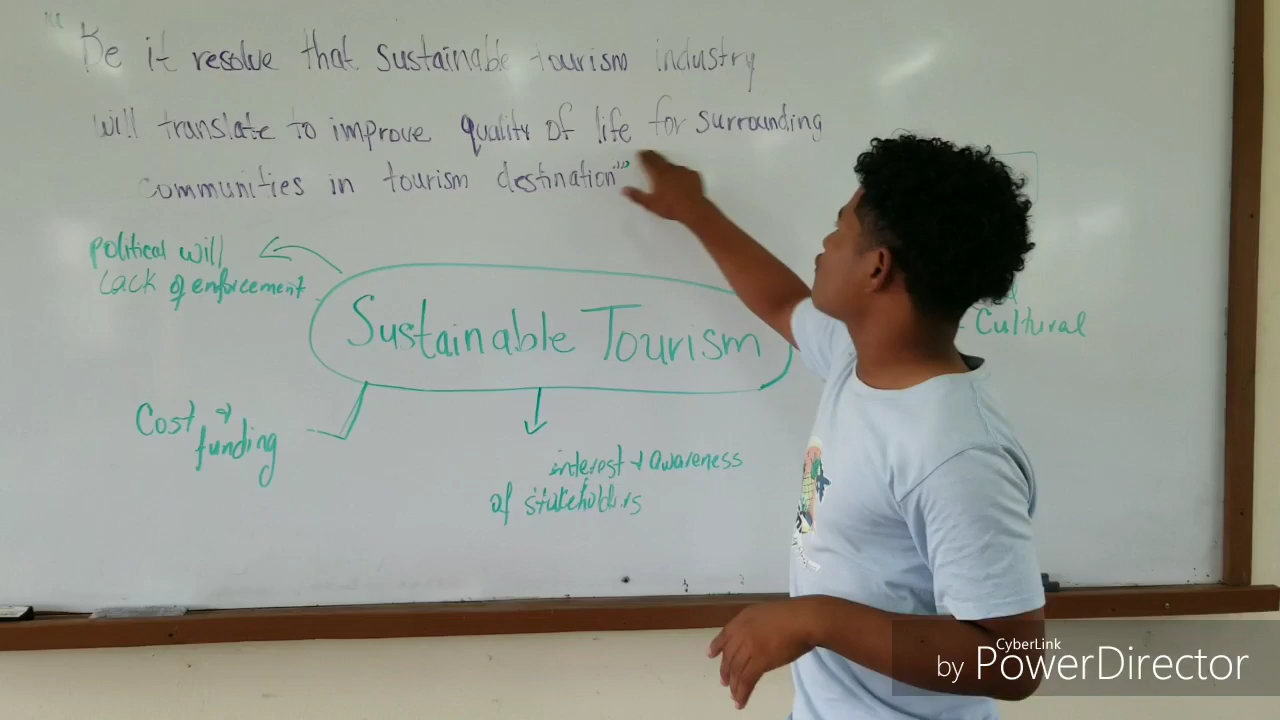 "Be it resolve that sustainable tourism industry
will translate to improve quality of life for surrounding
communities in tourism destination"
political will
Lack of enforcement
Sustainable Tourism
- Cultural
Cost +
funding
interest + awareness
of stakeholders
CyberLink
by PowerDirector